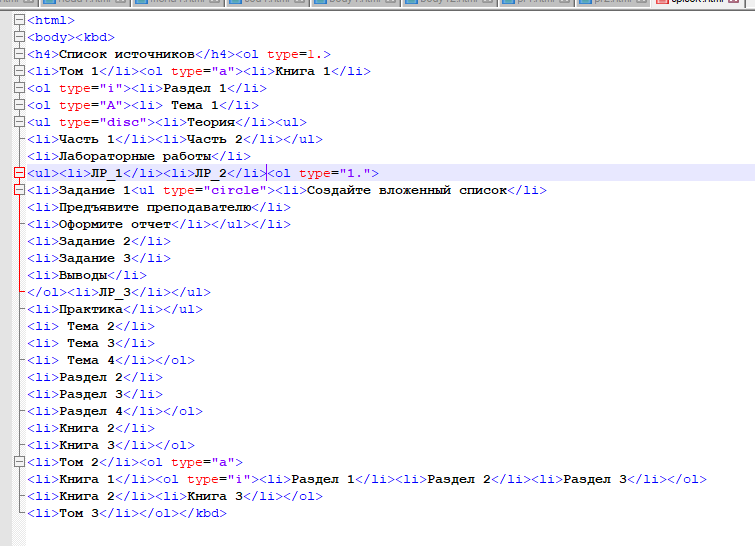 <html>
<body><kbd>
<h4>Список источников</h4><ol type=1.>
<li>Том 1</li><ol type="a"><li>Книга 1</li>
<ol type="i"><li>Раздел 1</li>
<ol type="A"><li> Тема 1</li>
<ul type="disc"><li>Теория</li><ul>
<li>Часть 1</li><li>Часть 2</li></ul>
<li>Лабораторные работы</li>
<ul><li>ЛР_1</li><li>ЛР_2</li><ol type="1.">
<li>Задание 1<ul type="circle"><li>Создайте вложенный список</li>
<li>Предъявите преподавателю</li>
<li>Оформите отчет</li></ul></li>
<li>Задание 2</li>
<li>Задание 3</li>
<li>Выводы</li>
</ol><li>ЛР_3</li></ul>
<li>Практика</li></ul>
<li> Тема 2</li>
<li> Тема 3</li>
<li> Тема 4</li></ol>
<li>Раздел 2</li>
<li>Раздел 3</li>
<li>Раздел 4</li></ol>
<li>Книга 2</li>
<li>Книга 3</li></ol>
<li>Том 2</li><ol type="a">
<li>Книга 1</li><ol type="i"><li>Раздел 1</li><li>Раздел 2</li><li>Раздел 3</li></ol>
<li>Книга 2</li><li>Книга 3</li></ol>
<li>Том 3</li></ol></kbd>